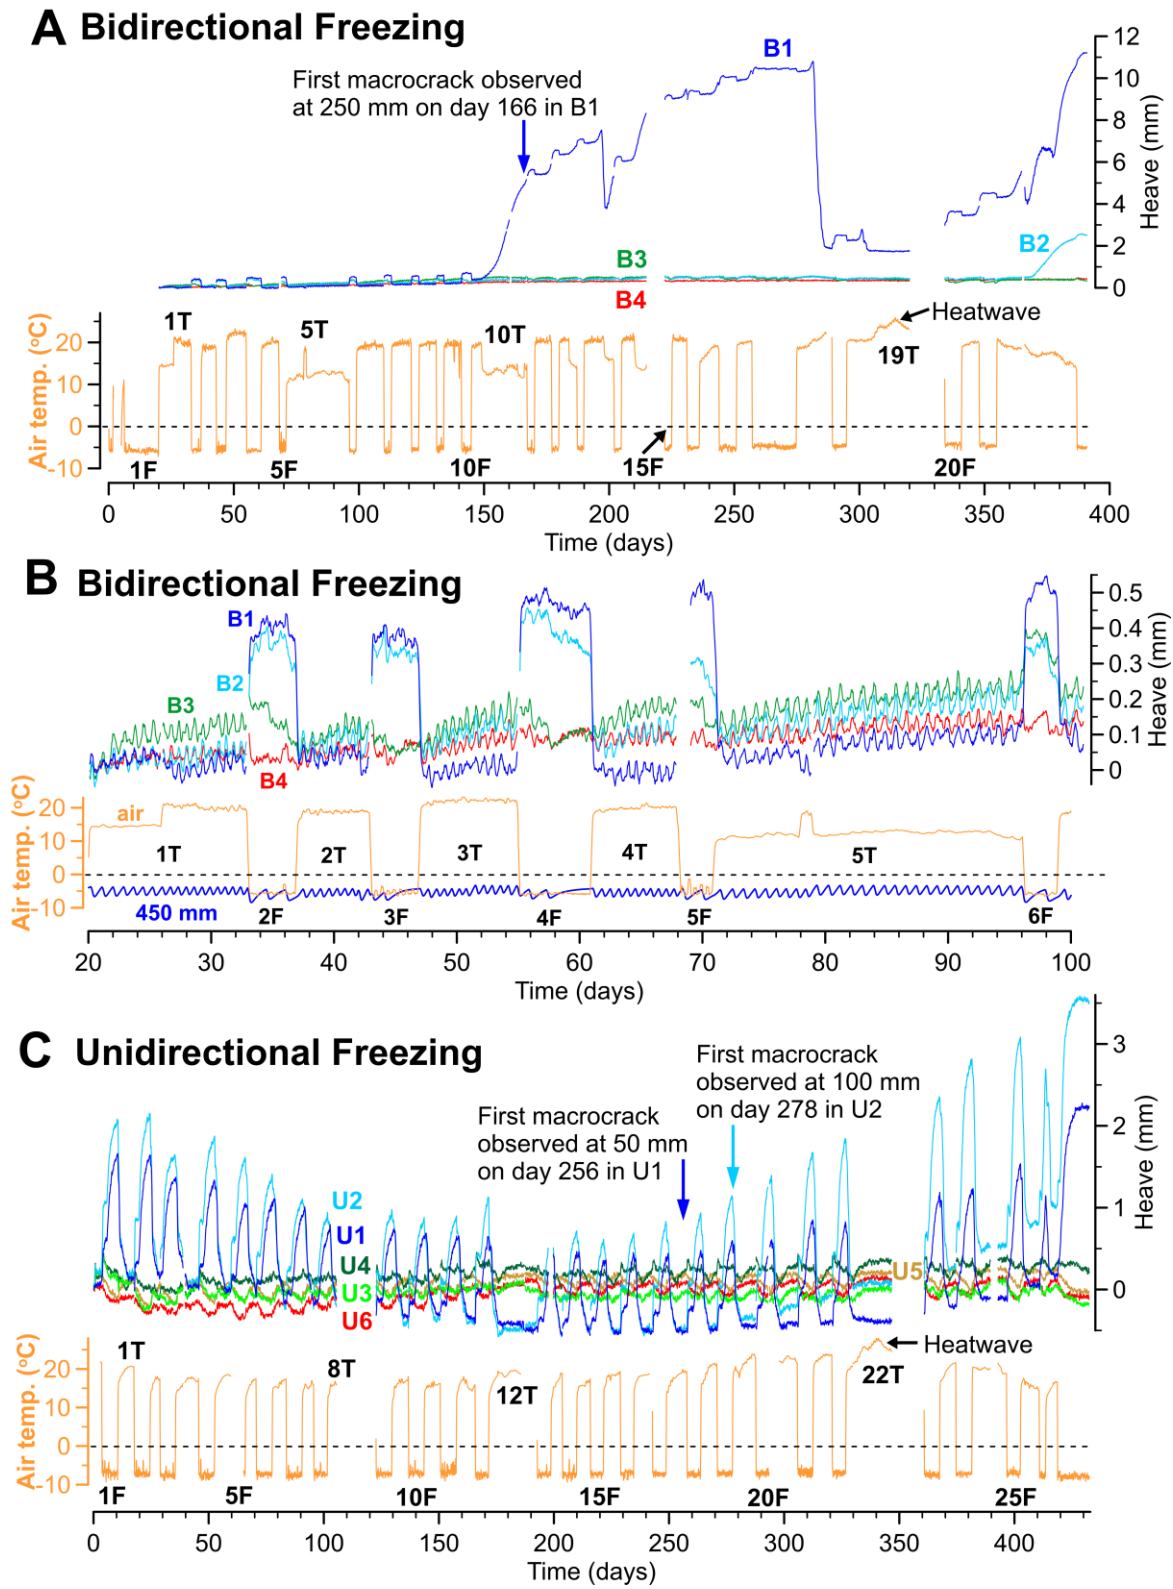 A Bidirectional Freezing
First macrocrack observed
at 250 mm on day 166 in B1
B1
B3
B2
B4
12
10
8
6
4
2
0
Heave (mm)
Air temp. (°C)
20
10
0
-10
1T
5T
10T
19T
Heatwave
1F
5F
10F
15F
20F
0 50 100 150 200 250 300 350 400
Time (days)
B Bidirectional Freezing
B1
B2
B3
B4
0.5
0.4
0.3
0.2
0.1
0
Heave (mm)
Air temp. (°C)
20
10
0
-10
air
1T 2T 3T 4T 5T
450 mm
2F 3F 4F 5F 6F
20 30 40 50 60 70 80 90 100
Time (days)
C Unidirectional Freezing
First macrocrack
observed at 100 mm
on day 278 in U2
First macrocrack
observed at 50 mm
on day 256 in U1
U2
U1
U4
U3
U6
U5
3
2
1
0
Heave (mm)
Air temp. (°C)
20
10
0
-10
1T
8T
12T
22T
Heatwave
1F 5F 10F 15F 20F 25F
0 50 100 150 200 250 300 350 400
Time (days)